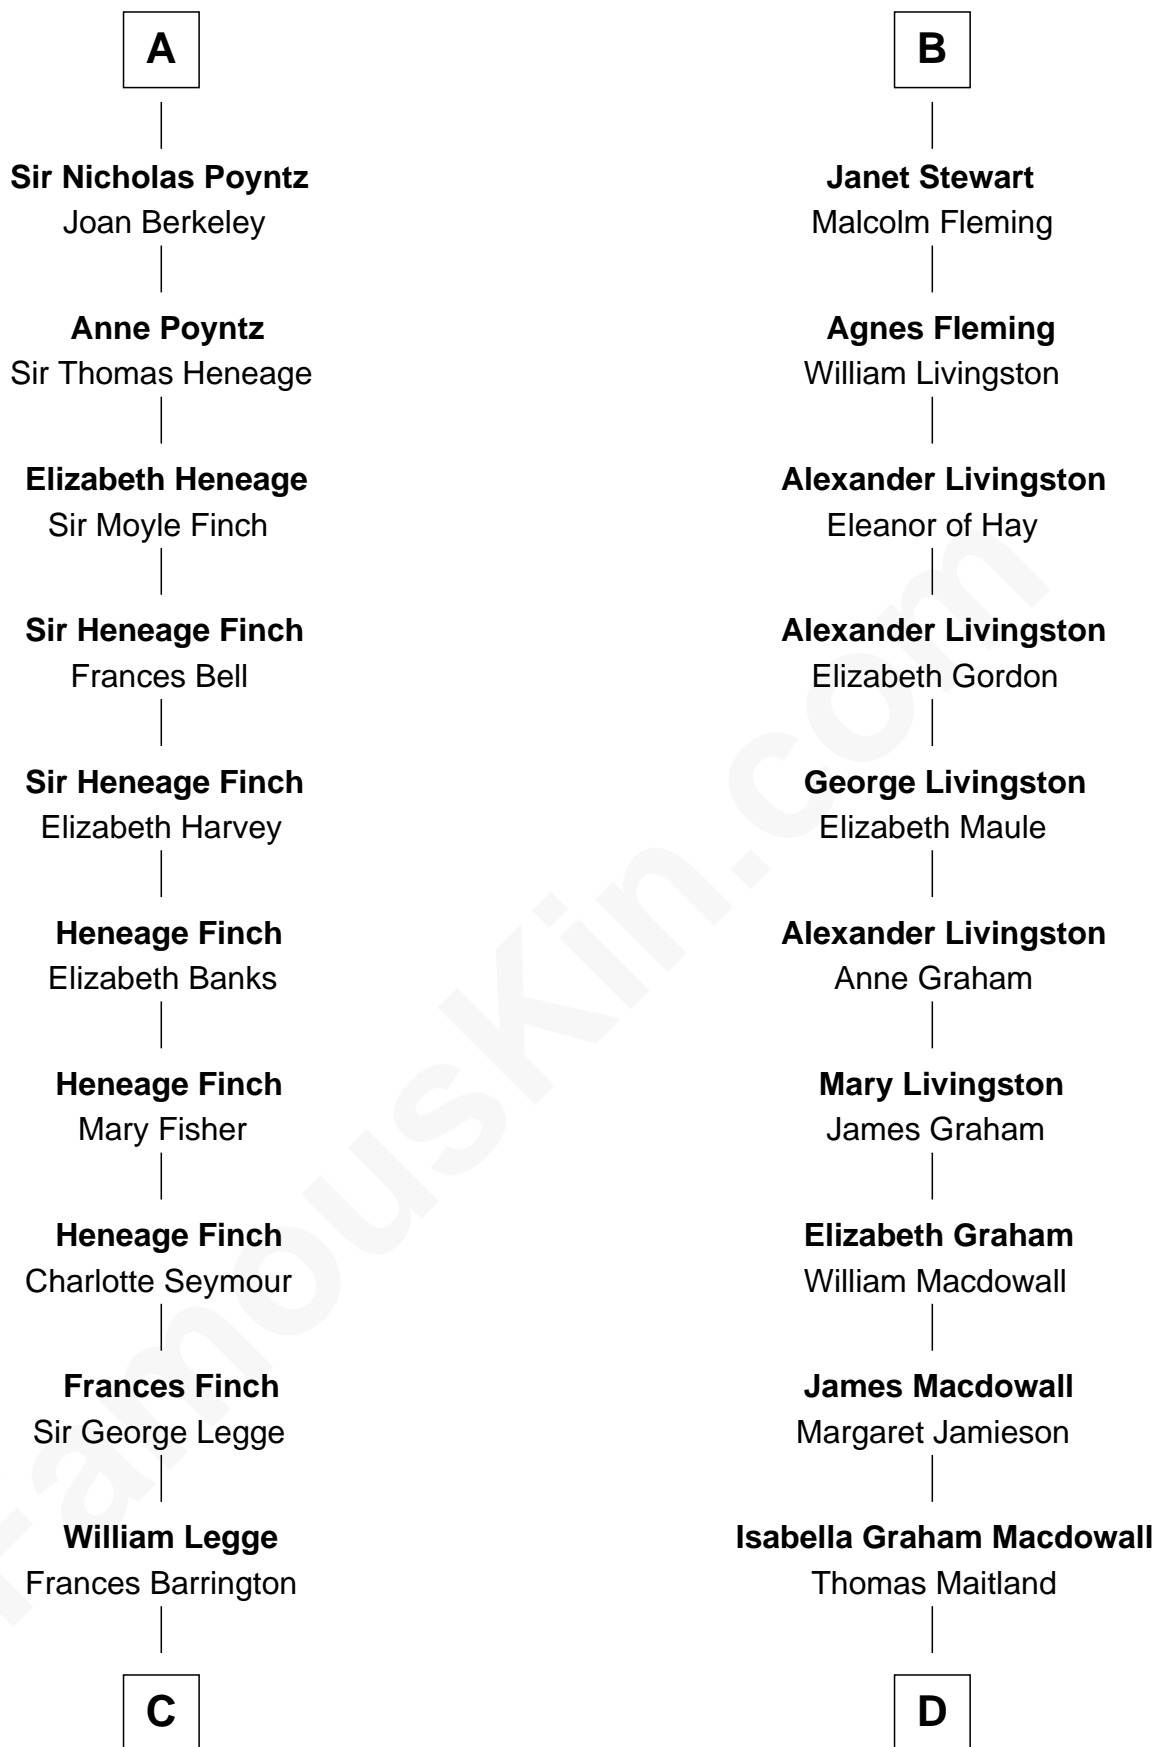 A
Sir Nicholas Poyntz
Joan Berkeley
Anne Poyntz
Sir Thomas Heneage
Elizabeth Heneage
Sir Moyle Finch
Sir Heneage Finch
Frances Bell
Sir Heneage Finch
Elizabeth Harvey
Heneage Finch
Elizabeth Banks
Heneage Finch
Mary Fisher
Heneage Finch
Charlotte Seymour
Frances Finch
Sir George Legge
William Legge
Frances Barrington
C
B
Janet Stewart
Malcolm Fleming
Agnes Fleming
William Livingston
Alexander Livingston
Eleanor of Hay
Alexander Livingston
Elizabeth Gordon
George Livingston
Elizabeth Maule
Alexander Livingston
Anne Graham
Mary Livingston
James Graham
Elizabeth Graham
William Macdowall
James Macdowall
Margaret Jamieson
Isabella Graham Macdowall
Thomas Maitland
D
FamousKin.com